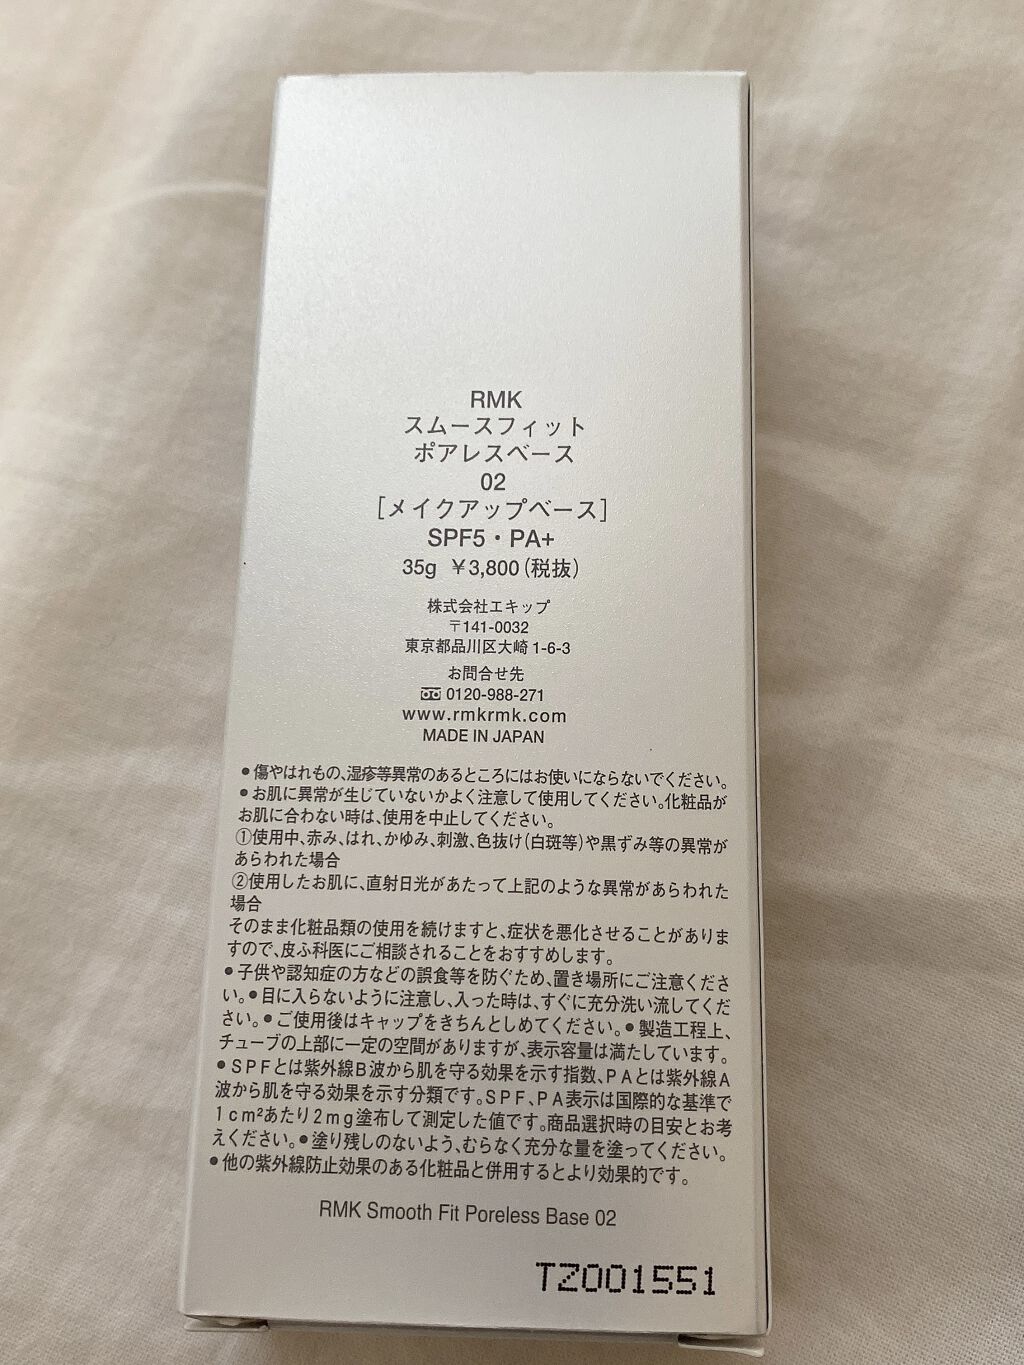 RMK
スムースフィット
ポアレスベース
02
［メイクアップベース］
SPF5・PA+
35g ￥3,800（税抜）
株式会社エキップ
〒141-0032
東京都品川区大崎1-6-3
お問合せ先
0120-988-271
www.rmkrmk.com
MADE IN JAPAN
●傷やはれもの、湿疹等異常のあるところにはお使いにならないでください。
●お肌に異常が生じていないかよく注意して使用してください。化粧品が
お肌に合わない時は、使用を中止してください。
①使用中、赤み、はれ、かゆみ、刺激、色抜け（白斑等）や黒ずみ等の異常が
あらわれた場合
②使用したお肌に、直射日光があたって上記のような異常があらわれた
場合
そのまま化粧品類の使用を続けますと、症状を悪化させることがありま
すので、皮ふ科医にご相談されることをおすすめします。
●子供や認知症の方などの誤食等を防ぐため、置き場所にご注意くださ
い。●目に入らないように注意し、入った時は、すぐに充分洗い流してくだ
さい。●ご使用後はキャップをきちんとしめてください。●製造工程上、
チューブの上部に一定の空間がありますが、表示容量は満たしています。
●SPFとは紫外線B波から肌を守る効果を示す指数、PAとは紫外線A
波から肌を守る効果を示す分類です。SPF、PA表示は国際的な基準で
1cm²あたり2mg塗布して測定した値です。商品選択時の目安とお考
えください。●塗り残しのないよう、むらなく充分な量を塗ってください。
●他の紫外線防止効果のある化粧品と併用するとより効果的です。
RMK Smooth Fit Poreless Base 02
TZ001551